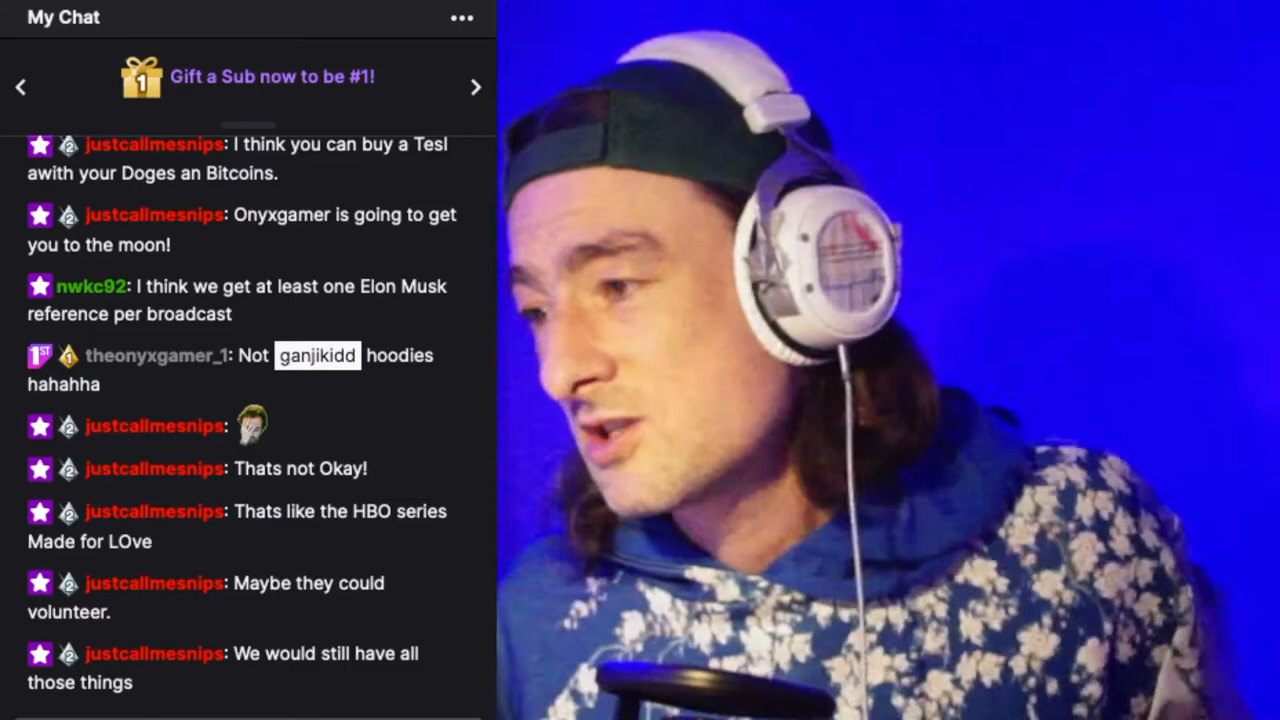 My Chat
Gift a Sub now to be #1!
justcallmesnips: I think you can buy a Tesl
awith your Doges an Bitcoins.
justcallmesnips: Onyxgamer is going to get
you to the moon!
nwkc92: I think we get at least one Elon Musk
reference per broadcast
theonyxgamer_1: Not ganjikidd hoodies
hahahha
justcallmesnips:
justcallmesnips: Thats not Okay!
justcallmesnips: Thats like the HBO series
Made for LOve
justcallmesnips: Maybe they could
volunteer.
justcallmesnips: We would still have all
those things